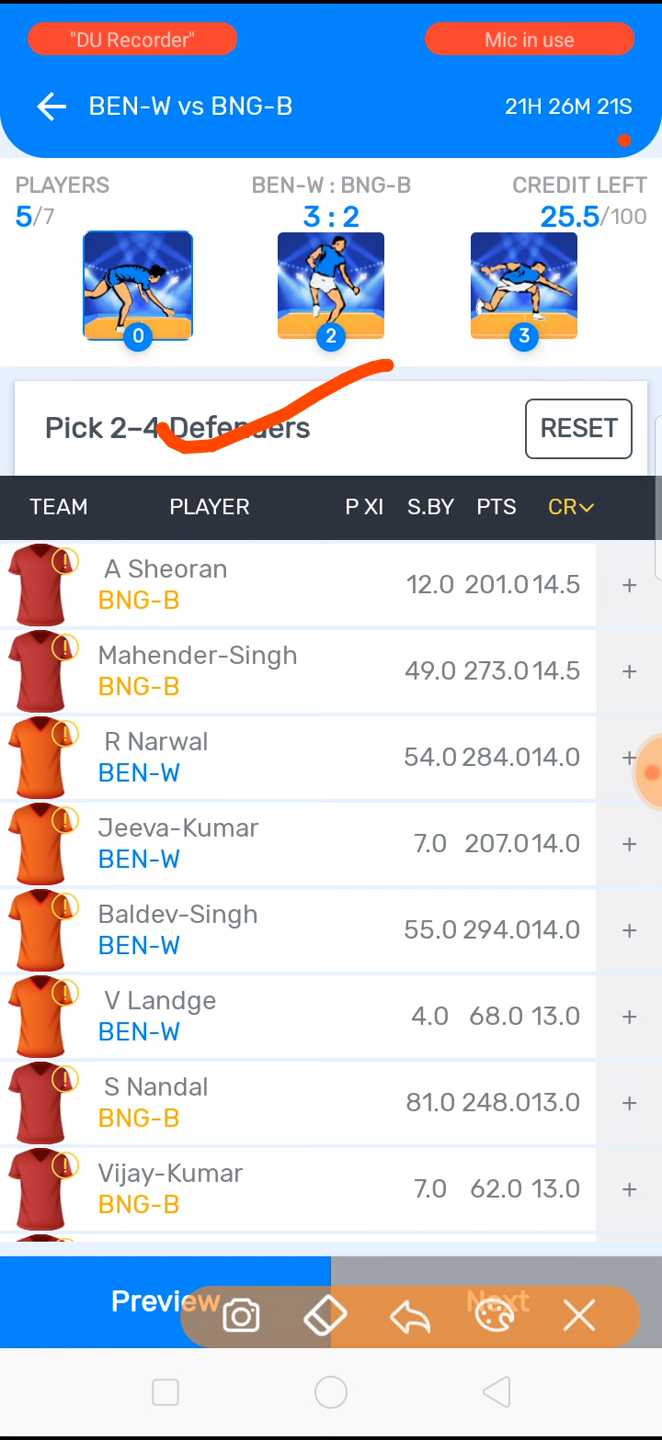 "DU Recorder" Mic in use
BEN-W vs BNG-B 21H 26M 21S
PLAYERS BEN-W : BNG-B CREDIT LEFT
5/7 3 : 2 25.5/100
0 2 3
Pick 2–4 Defenders RESET
TEAM PLAYER P XI S.BY PTS CR
A Sheoran
BNG-B 12.0 201.0 14.5 +
Mahender-Singh
BNG-B 49.0 273.0 14.5 +
R Narwal
BEN-W 54.0 284.0 14.0 +
Jeeva-Kumar
BEN-W 7.0 207.0 14.0 +
Baldev-Singh
BEN-W 55.0 294.0 14.0 +
V Landge
BEN-W 4.0 68.0 13.0 +
S Nandal
BNG-B 81.0 248.0 13.0 +
Vijay-Kumar
BNG-B 7.0 62.0 13.0 +
Preview Next